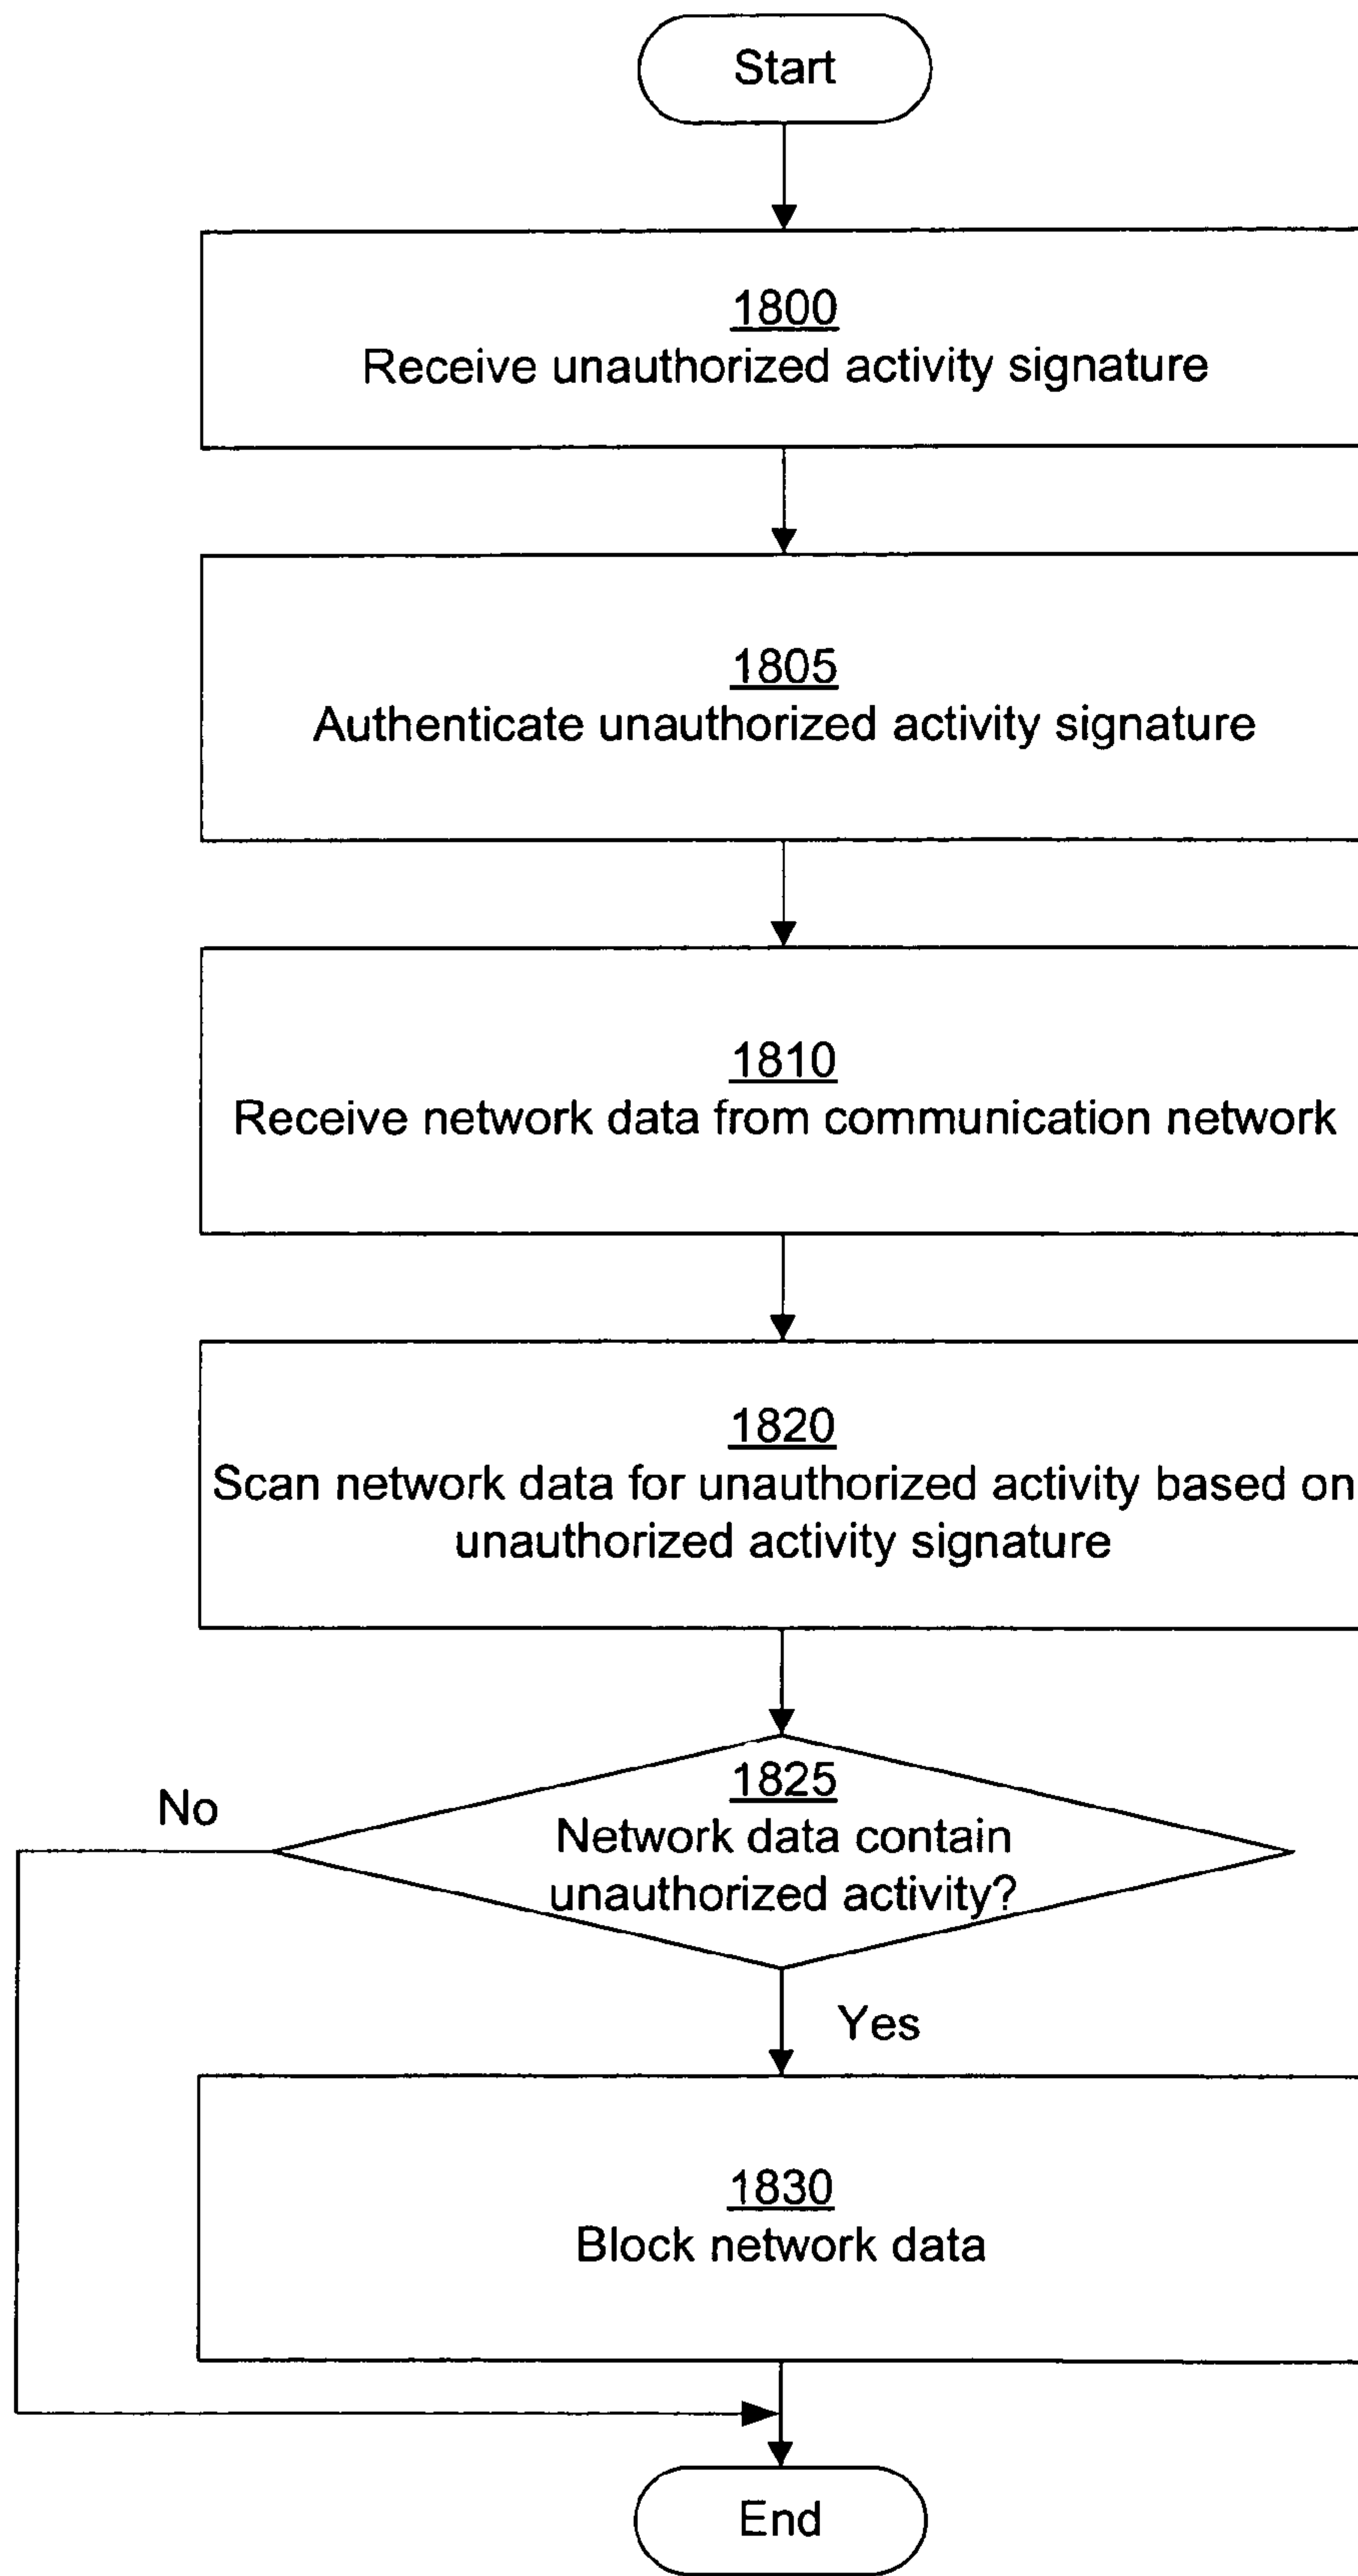 Start
1800
Receive unauthorized activity signature
1805
Authenticate unauthorized activity signature
1810
Receive network data from communication network
1820
Scan network data for unauthorized activity based on
unauthorized activity signature
1825
No
Network data contain
unauthorized activity?
Yes
1830
Block network data
End